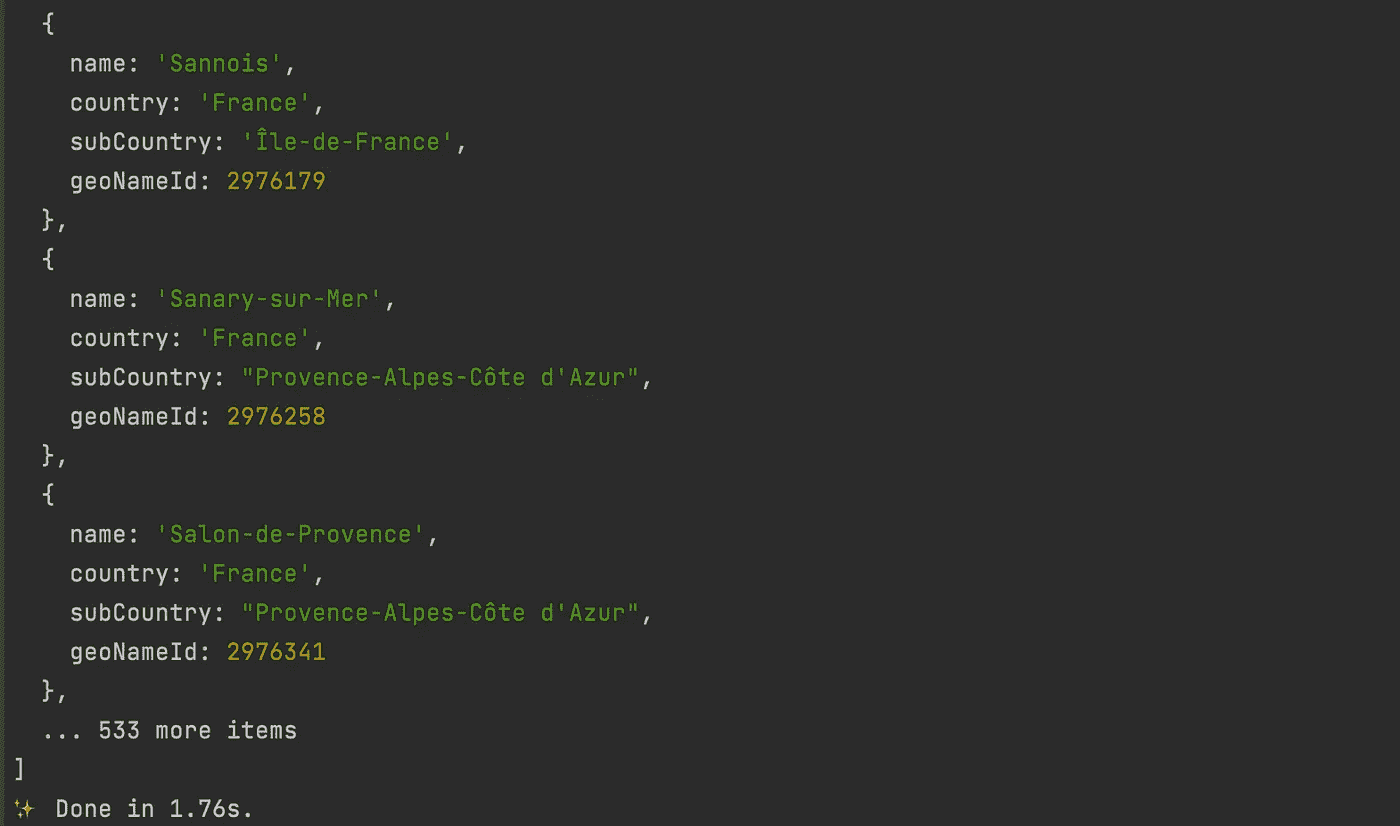 {
name: 'Sannois',
country: 'France',
subCountry: 'Île-de-France',
geoNameId: 2976179
},
{
name: 'Sanary-sur-Mer',
country: 'France',
subCountry: "Provence-Alpes-Côte d'Azur",
geoNameId: 2976258
},
{
name: 'Salon-de-Provence',
country: 'France',
subCountry: "Provence-Alpes-Côte d'Azur",
geoNameId: 2976341
},
... 533 more items
]
✨ Done in 1.76s.